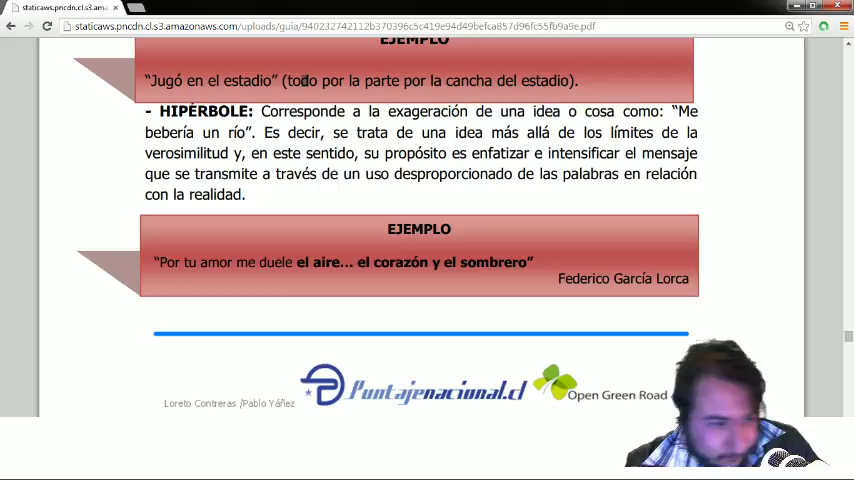 staticaws.pncdn.cl.s3.am
staticaws.pncdn.cl.s3.amazonaws.com/uploads/guia/940232742112b370396c5c419e94d49befca857d96fc55fb9a9e.pdf
EJEMPLO
“Jugó en el estadio” (todo por la parte por la cancha del estadio).
- HIPÉRBOLE: Corresponde a la exageración de una idea o cosa como: “Me
bebería un río”. Es decir, se trata de una idea más allá de los límites de la
verosimilitud y, en este sentido, su propósito es enfatizar e intensificar el mensaje
que se transmite a través de un uso desproporcionado de las palabras en relación
con la realidad.
EJEMPLO
“Por tu amor me duele el aire... el corazón y el sombrero”
Federico García Lorca
Puntajenacional.cl
Open Green Road
Loreto Contreras /Pablo Yáñez